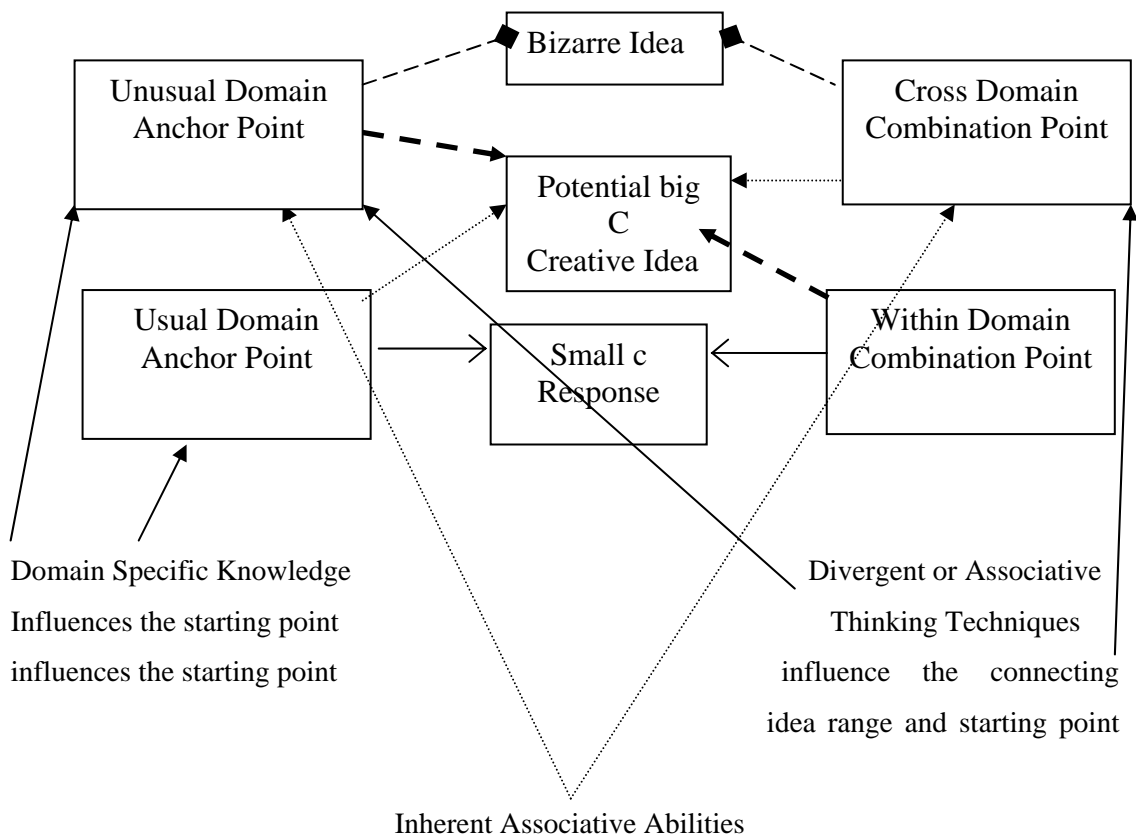 Bizarre Idea
Unusual Domain
Anchor Point
Cross Domain
Combination Point
Potential big
C
Creative Idea
Usual Domain
Anchor Point
Small c
Response
Within Domain
Combination Point
Domain Specific Knowledge
Influences the starting point
influences the starting point
Divergent or Associative
Thinking Techniques
influence the connecting
idea range and starting point
Inherent Associative Abilities